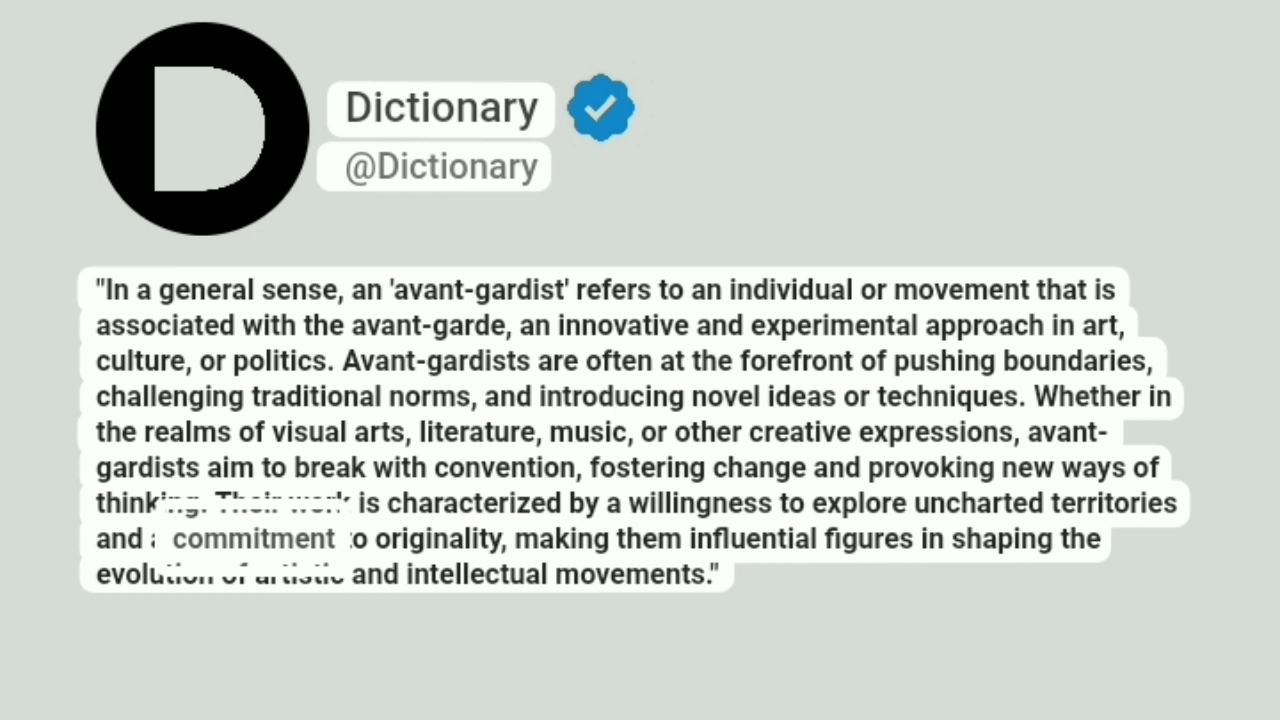 D
Dictionary
@Dictionary
"In a general sense, an 'avant-gardist' refers to an individual or movement that is
associated with the avant-garde, an innovative and experimental approach in art,
culture, or politics. Avant-gardists are often at the forefront of pushing boundaries,
challenging traditional norms, and introducing novel ideas or techniques. Whether in
the realms of visual arts, literature, music, or other creative expressions, avant-
gardists aim to break with convention, fostering change and provoking new ways of
thinking. Their work is characterized by a willingness to explore uncharted territories
and commitment to originality, making them influential figures in shaping the
evolution of artistic and intellectual movements."